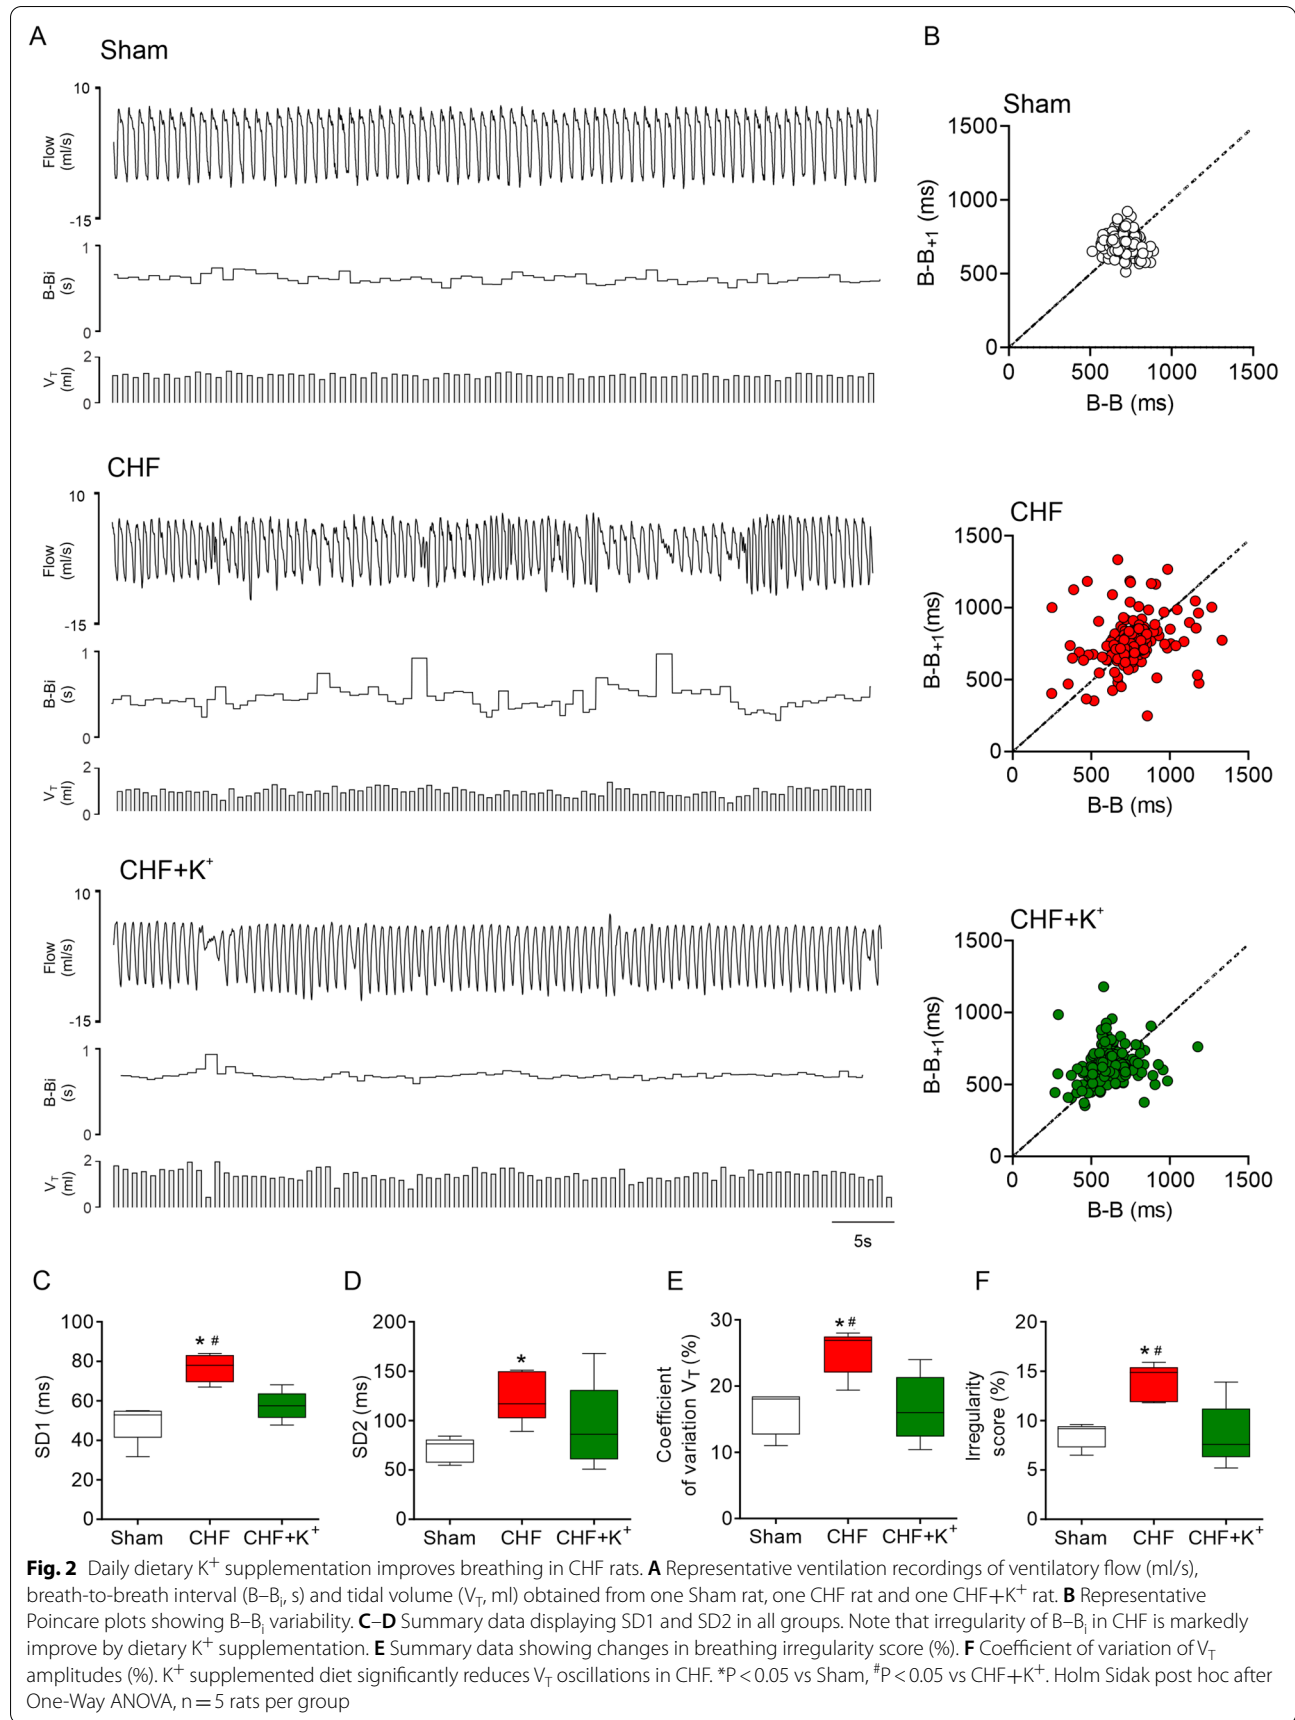 A
Sham
10
Flow
(ml/s)
-15
1
B-Bi
(s)
0
2
V_T
(ml)
0
CHF
10
Flow
(ml/s)
-15
1
B-Bi
(s)
0
2
V_T
(ml)
0
CHF+K⁺
10
Flow
(ml/s)
-15
1
B-Bi
(s)
0
2
V_T
(ml)
0
5s
B
Sham
1500
1000
500
0
B-B₊₁ (ms)
0 500 1000 1500
B-B (ms)
CHF
1500
1000
500
0
B-B₊₁(ms)
0 500 1000 1500
B-B (ms)
CHF+K⁺
1500
1000
500
0
B-B₊₁(ms)
0 500 1000 1500
B-B (ms)
C
100
80
60
40
20
0
SD1 (ms)
* #
Sham CHF CHF+K⁺
D
200
150
100
50
0
SD2 (ms)
*
Sham CHF CHF+K⁺
E
30
20
10
0
Coefficient
of variation V_T (%)
* #
Sham CHF CHF+K⁺
F
20
15
10
5
0
Irregularity
score (%)
* #
Sham CHF CHF+K⁺
Fig. 2 Daily dietary K⁺ supplementation improves breathing in CHF rats. A Representative ventilation recordings of ventilatory flow (ml/s),
breath-to-breath interval (B–Bᵢ, s) and tidal volume (V_T, ml) obtained from one Sham rat, one CHF rat and one CHF+K⁺ rat. B Representative
Poincare plots showing B–Bᵢ variability. C–D Summary data displaying SD1 and SD2 in all groups. Note that irregularity of B–Bᵢ in CHF is markedly
improve by dietary K⁺ supplementation. E Summary data showing changes in breathing irregularity score (%). F Coefficient of variation of V_T
amplitudes (%). K⁺ supplemented diet significantly reduces V_T oscillations in CHF. *P < 0.05 vs Sham, #P < 0.05 vs CHF+K⁺. Holm Sidak post hoc after
One-Way ANOVA, n = 5 rats per group